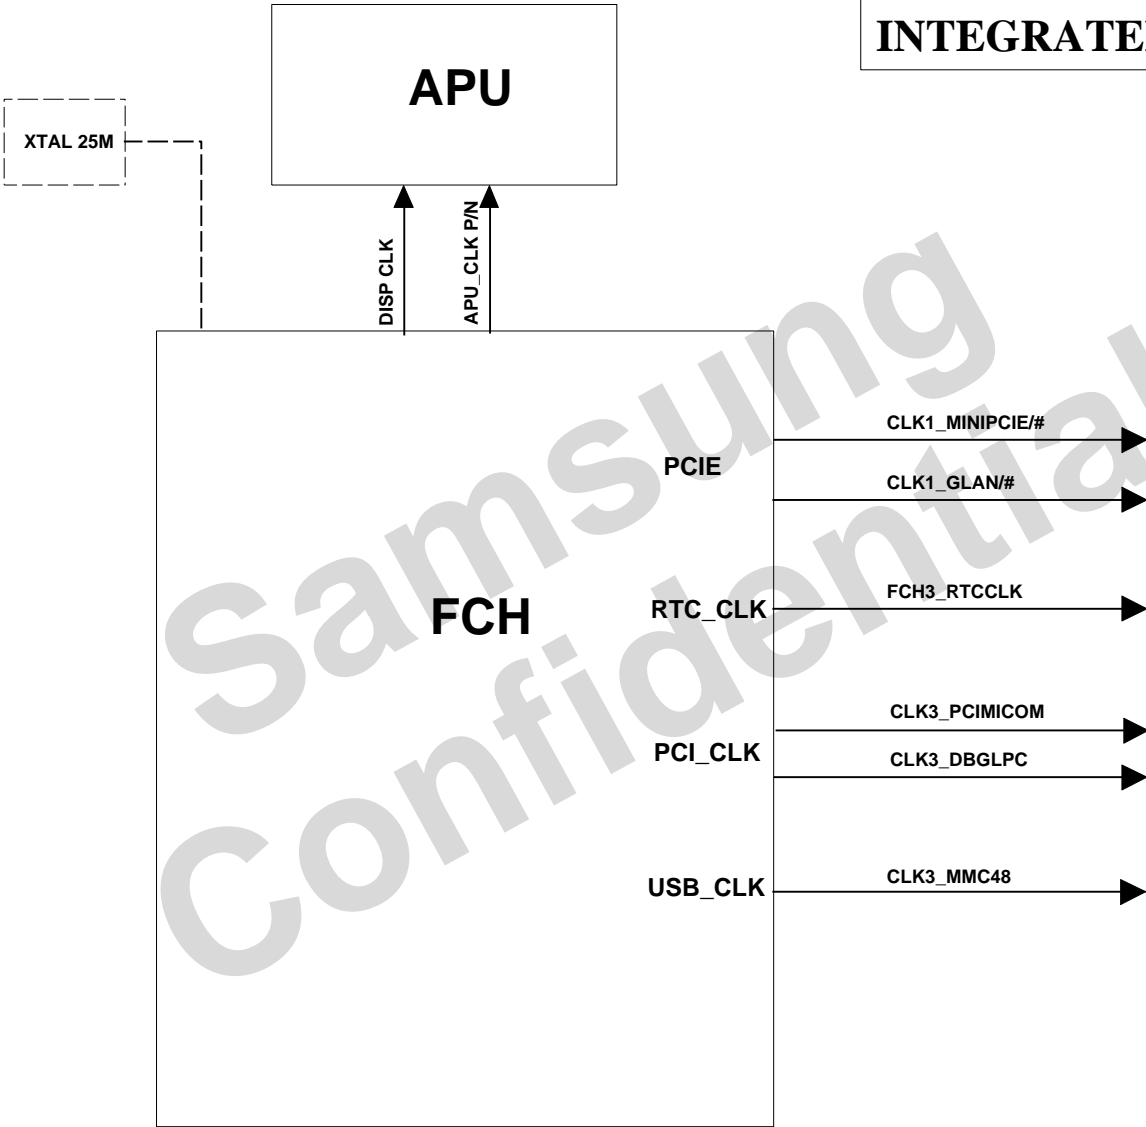 INTEGRATE
APU
XTAL 25M
DISP CLK
APU_CLK P/N
CLK1_MINIPCIE/#
PCIE
CLK1_GLAN/#
FCH
RTC_CLK
FCH3_RTCCLK
CLK3_PCIMICOM
PCI_CLK
CLK3_DBGLPC
USB_CLK
CLK3_MMC48
Samsung
Confidential